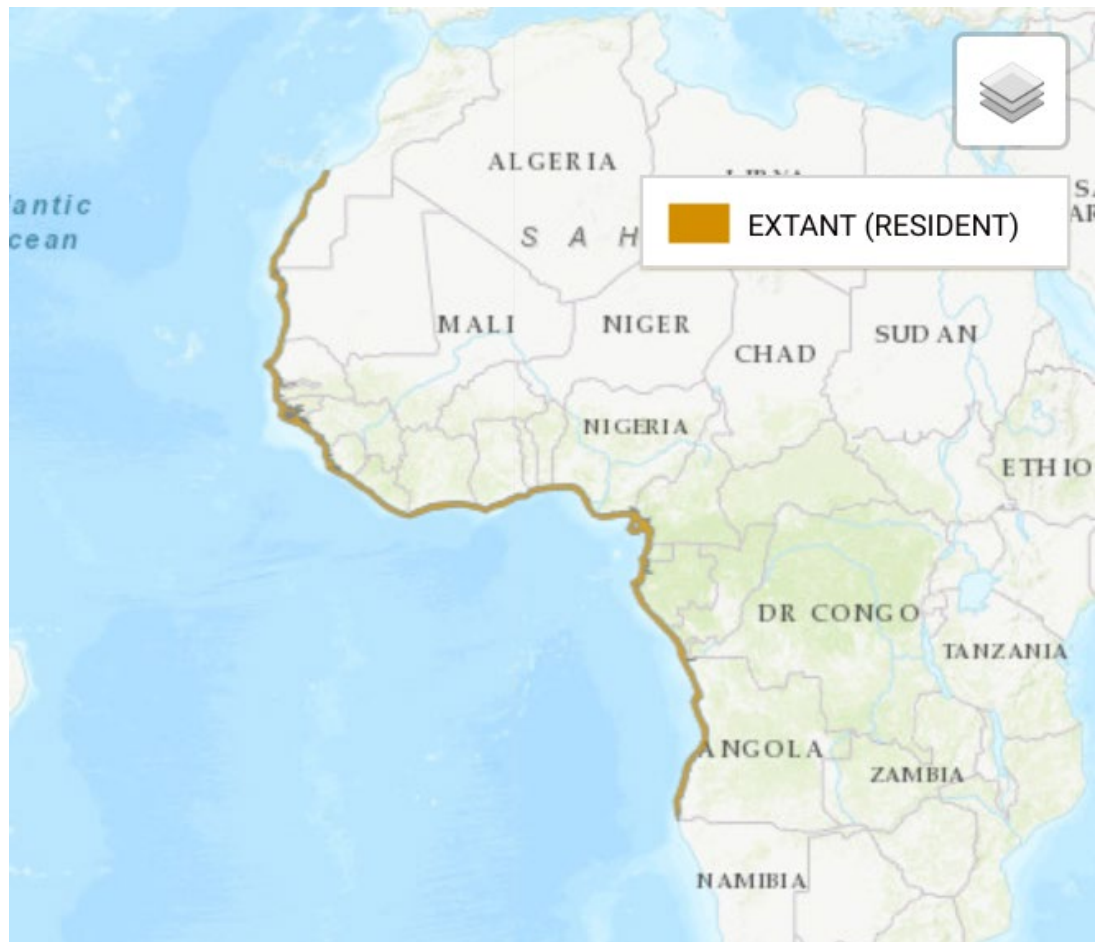 ALGERIA
antic
cean
S A H
EXTANT (RESIDENT)
MALI
NIGER
CHAD
SUDAN
NIGERIA
ETHIO
DR CONGO
TANZANIA
ANGOLA
ZAMBIA
NAMIBIA